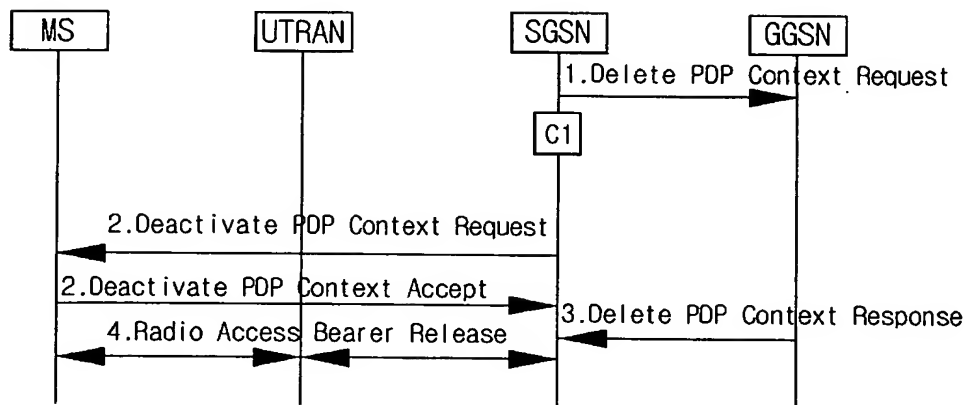 MS
UTRAN
SGSN
GGSN
1.Delete PDP Context Request
C1
2.Deactivate PDP Context Request
2.Deactivate PDP Context Accept
3.Delete PDP Context Response
4.Radio Access Bearer Release